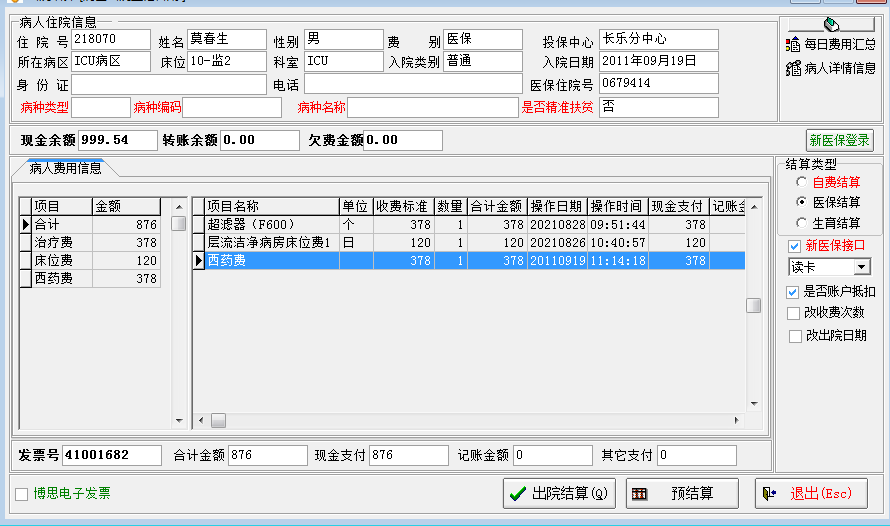 病人住院信息
住 院 号 218070 姓名 莫春生 性别 男 费 别 医保 投保中心 长乐分中心
所在病区 ICU病区 床位 10-监2 科室 ICU 入院类别 普通 入院日期 2011年09月19日
身 份 证 电话 医保住院号 0679414
病种类型 病种编码 病种名称 是否精准扶贫 否
每日费用汇总
病人详情信息
现金余额 999.54 转账余额 0.00 欠费金额 0.00 新医保登录
病人费用信息
项目 金额
合计 876
治疗费 378
床位费 120
西药费 378
项目名称 单位 收费标准 数量 合计金额 操作日期 操作时间 现金支付 记账金
超滤器（F600） 个 378 1 378 20210828 09:51:44 378
层流洁净病房床位费1 日 120 1 120 20210826 10:40:57 120
西药费 378 1 378 20110919 11:14:18 378
结算类型
自费结算
医保结算
生育结算
新医保接口
读卡
是否账户抵扣
改收费次数
改出院日期
发票号 41001682 合计金额 876 现金支付 876 记账金额 0 其它支付 0
博思电子发票 出院结算(Q) 预结算 退出(Esc)